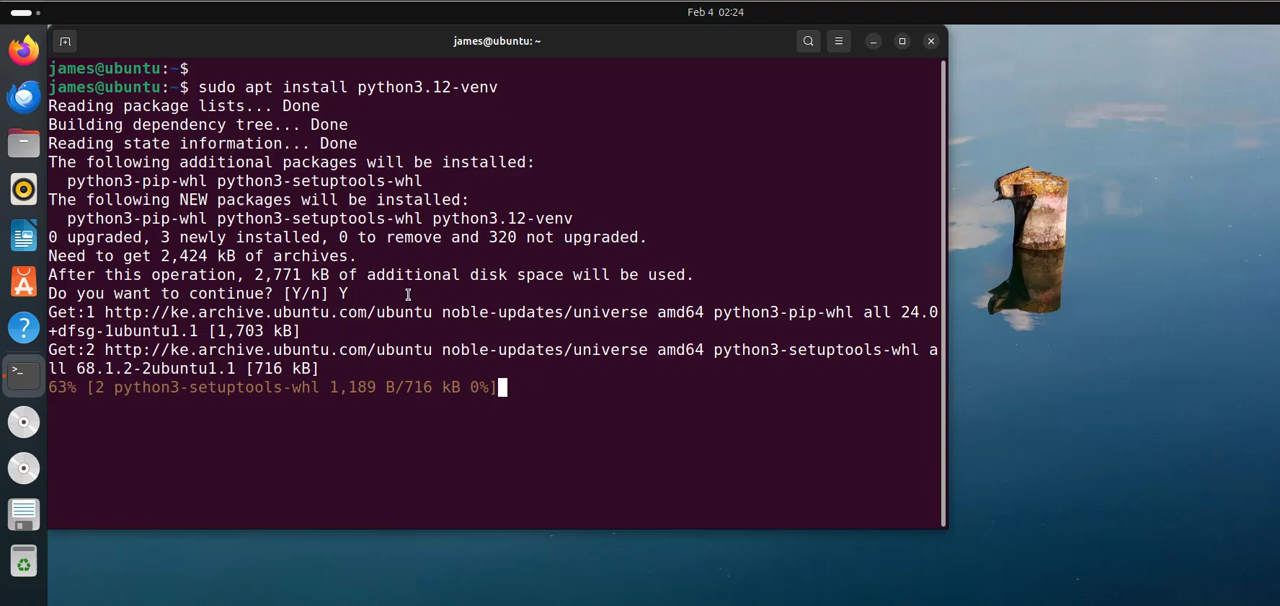 Feb 4 02:24
james@ubuntu: ~
james@ubuntu:~$
james@ubuntu:~$ sudo apt install python3.12-venv
Reading package lists... Done
Building dependency tree... Done
Reading state information... Done
The following additional packages will be installed:
  python3-pip-whl python3-setuptools-whl
The following NEW packages will be installed:
  python3-pip-whl python3-setuptools-whl python3.12-venv
0 upgraded, 3 newly installed, 0 to remove and 320 not upgraded.
Need to get 2,424 kB of archives.
After this operation, 2,771 kB of additional disk space will be used.
Do you want to continue? [Y/n] Y
Get:1 http://ke.archive.ubuntu.com/ubuntu noble-updates/universe amd64 python3-pip-whl all 24.0
+dfsg-1ubuntu1.1 [1,703 kB]
Get:2 http://ke.archive.ubuntu.com/ubuntu noble-updates/universe amd64 python3-setuptools-whl a
ll 68.1.2-2ubuntu1.1 [716 kB]
63% [2 python3-setuptools-whl 1,189 B/716 kB 0%]